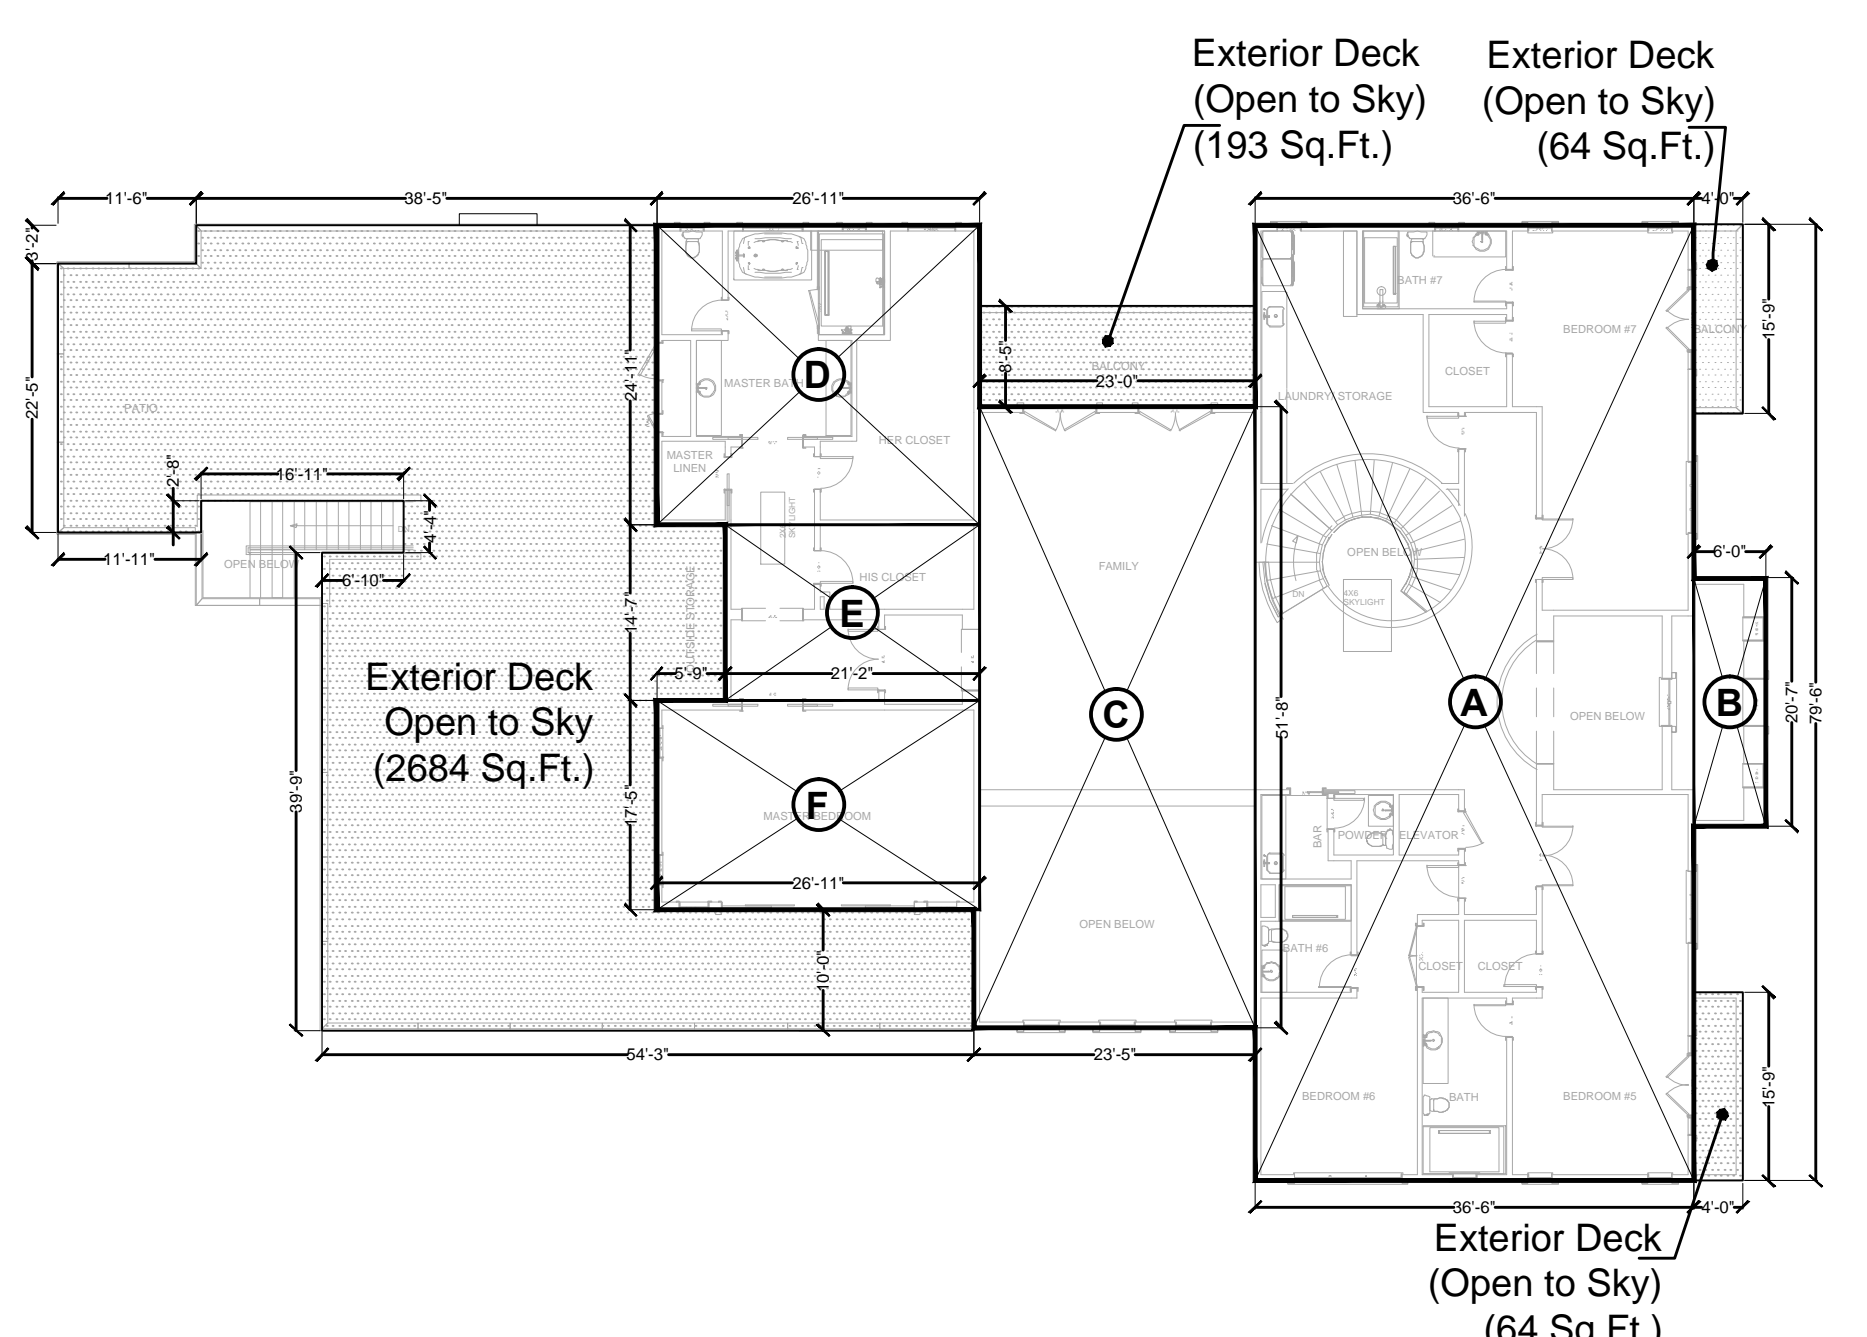 Exterior Deck
(Open to Sky)
(193 Sq.Ft.)
Exterior Deck
(Open to Sky)
(64 Sq.Ft.)
11'-6"
38'-5"
26'-11"
36'-6"
4'-0"
3'-2"
22'-5"
24'-11"
8'-5"
15'-9"
BATH #7
BEDROOM #7
BALCONY
BALCONY
23'-0"
CLOSET
MASTER BATH
D
LAUNDRY/STORAGE
PATIO
HER CLOSET
MASTER
LINEN
2'-8"
16'-11"
4'-4"
SKYLIGHT
DN
OPEN BELOW
11'-11"
6'-10"
OPEN BELOW
6'-0"
FAMILY
HIS CLOSET
DN
4X6
SKYLIGHT
14'-7"
OUTSIDE STORAGE
E
Exterior Deck
Open to Sky
(2684 Sq.Ft.)
5'-9"
21'-2"
C
A
B
51'-8"
OPEN BELOW
20'-7"
79'-6"
39'-9"
17'-5"
F
MASTER BEDROOM
BAR
POWDER
ELEVATOR
26'-11"
OPEN BELOW
BATH #6
CLOSET
CLOSET
10'-0"
54'-3"
23'-5"
BEDROOM #6
BATH
BEDROOM #5
15'-9"
36'-6"
4'-0"
Exterior Deck
(Open to Sky)
(64 Sq.Ft.)